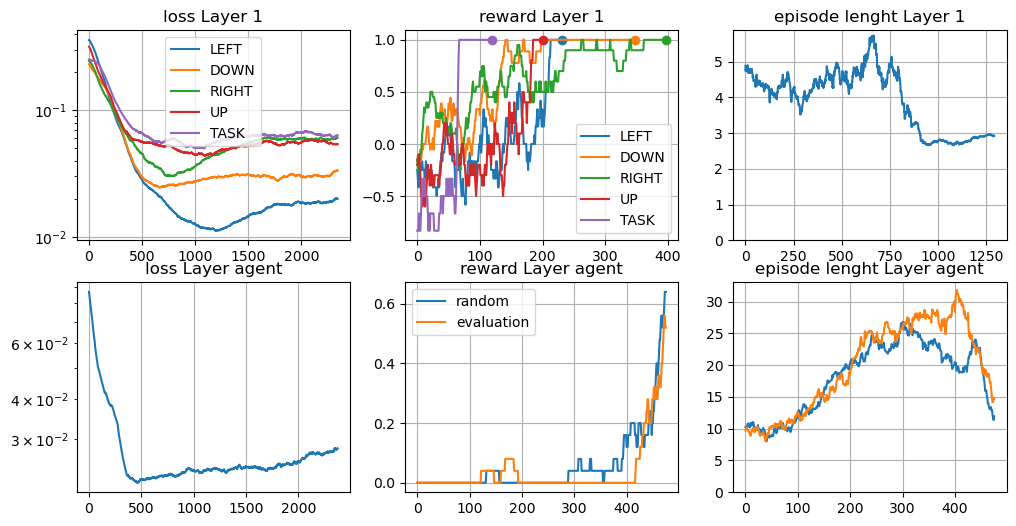 loss Layer 1
reward Layer 1
episode lenght Layer 1
10⁻¹
10⁻²
0 500 1000 1500 2000
LEFT
DOWN
RIGHT
UP
TASK
1.0
0.5
0.0
−0.5
0 100 200 300 400
LEFT
DOWN
RIGHT
UP
TASK
5
4
3
2
1
0
0 250 500 750 1000 1250
loss Layer agent
reward Layer agent
episode lenght Layer agent
6 × 10⁻²
4 × 10⁻²
3 × 10⁻²
0 500 1000 1500 2000
random
evaluation
0.6
0.4
0.2
0.0
0 200 400
30
25
20
15
10
5
0
0 100 200 300 400